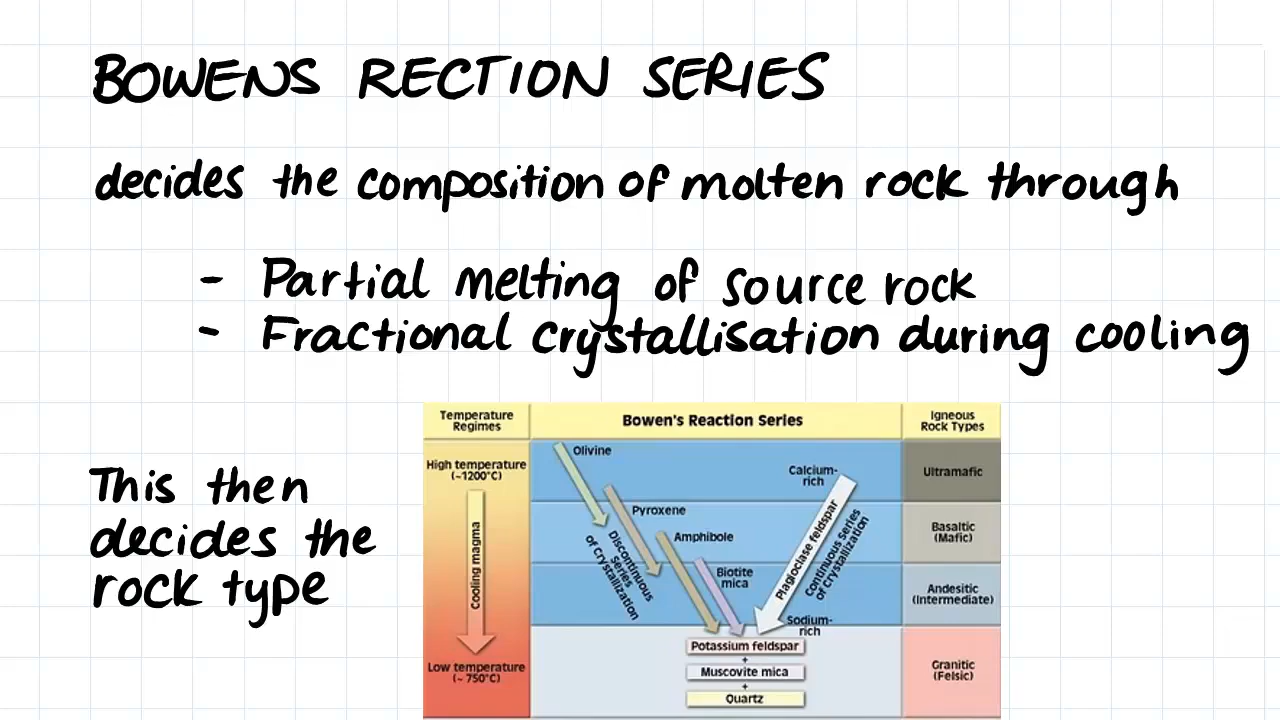 BOWENS RECTION SERIES
decides the composition of molten rock through
- Partial melting of source rock
- Fractional crystallisation during cooling
This then
decides the
rock type
Temperature
Regimes
High temperature
(~1200°C)
Cooling magma
Low temperature
(~ 750°C)
Bowen's Reaction Series
Olivine
Pyroxene
Amphibole
Biotite
mica
Discontinuous
Series
of Crystallization
Calcium-
rich
Plagioclase feldspar
Continuous Series
of Crystallization
Sodium-
rich
Potassium feldspar
+
Muscovite mica
+
Quartz
Igneous
Rock Types
Ultramafic
Basaltic
(Mafic)
Andesitic
(Intermediate)
Granitic
(Felsic)